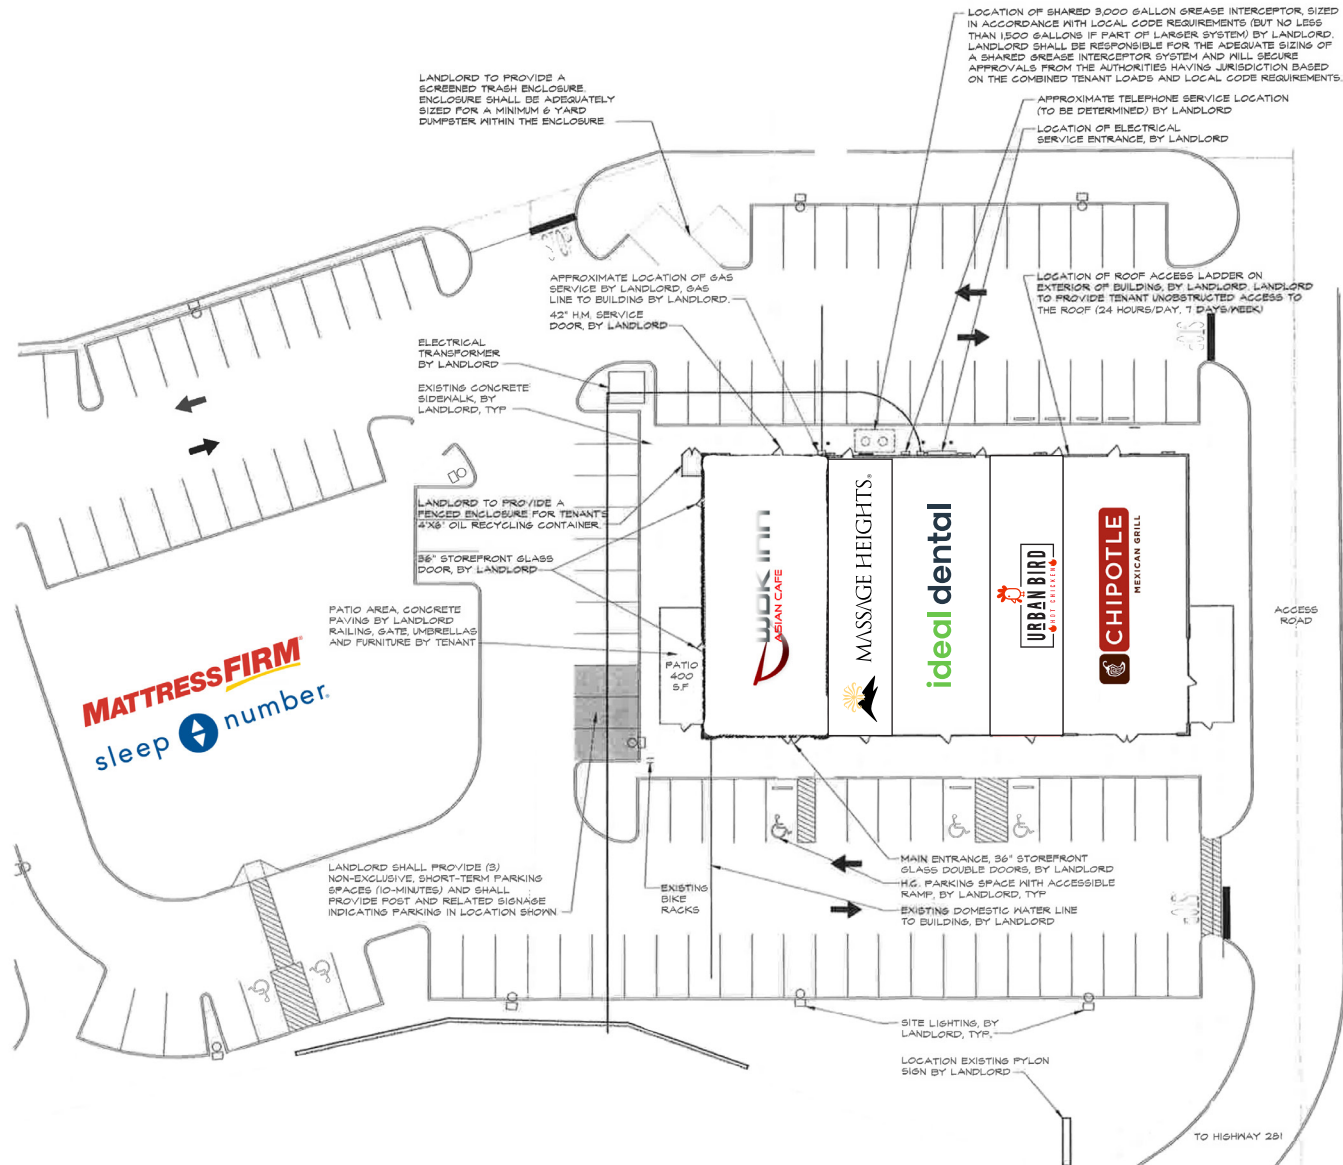 LOCATION OF SHARED 3,000 GALLON GREASE INTERCEPTOR, SIZED
IN ACCORDANCE WITH LOCAL CODE REQUIREMENTS (BUT NO LESS
THAN 1,500 GALLONS IF PART OF LARGER SYSTEM) BY LANDLORD.
LANDLORD SHALL BE RESPONSIBLE FOR THE ADEQUATE SIZING OF
A SHARED GREASE INTERCEPTOR SYSTEM AND WILL SECURE
APPROVALS FROM THE AUTHORITIES HAVING JURISDICTION BASED
ON THE COMBINED TENANT LOADS AND LOCAL CODE REQUIREMENTS.
LANDLORD TO PROVIDE A
SCREENED TRASH ENCLOSURE.
ENCLOSURE SHALL BE ADEQUATELY
SIZED FOR A MINIMUM 6 YARD
DUMPSTER WITHIN THE ENCLOSURE
APPROXIMATE TELEPHONE SERVICE LOCATION
(TO BE DETERMINED) BY LANDLORD
LOCATION OF ELECTRICAL
SERVICE ENTRANCE, BY LANDLORD
STOP
APPROXIMATE LOCATION OF GAS
SERVICE BY LANDLORD, GAS
LINE TO BUILDING BY LANDLORD.
42" H.M. SERVICE
DOOR, BY LANDLORD
LOCATION OF ROOF ACCESS LADDER ON
EXTERIOR OF BUILDING, BY LANDLORD. LANDLORD
TO PROVIDE TENANT UNOBSTRUCTED ACCESS TO
THE ROOF (24 HOURS/DAY, 7 DAYS/WEEK)
STOP
ELECTRICAL
TRANSFORMER
BY LANDLORD
EXISTING CONCRETE
SIDEWALK, BY
LANDLORD, TYP
LANDLORD TO PROVIDE A
FENCED ENCLOSURE FOR TENANT'S
4'X6' OIL RECYCLING CONTAINER.
36" STOREFRONT GLASS
DOOR, BY LANDLORD
PATIO AREA, CONCRETE
PAVING BY LANDLORD
RAILING, GATE, UMBRELLAS
AND FURNITURE BY TENANT
PATIO
400
S.F
WOK INN
ASIAN CAFE
MASSAGE HEIGHTS®
ideal dental
URBAN BIRD
HOT CHICKEN
CHIPOTLE
MEXICAN GRILL
ACCESS
ROAD
MATTRESSFIRM
sleep number.
LANDLORD SHALL PROVIDE (3)
NON-EXCLUSIVE, SHORT-TERM PARKING
SPACES (10-MINUTES) AND SHALL
PROVIDE POST AND RELATED SIGNAGE
INDICATING PARKING IN LOCATION SHOWN
EXISTING
BIKE
RACKS
MAIN ENTRANCE, 36" STOREFRONT
GLASS DOUBLE DOORS, BY LANDLORD
H.C. PARKING SPACE WITH ACCESSIBLE
RAMP, BY LANDLORD, TYP
EXISTING DOMESTIC WATER LINE
TO BUILDING, BY LANDLORD
STOP
SITE LIGHTING, BY
LANDLORD, TYP.
LOCATION EXISTING PYLON
SIGN BY LANDLORD
TO HIGHWAY 281